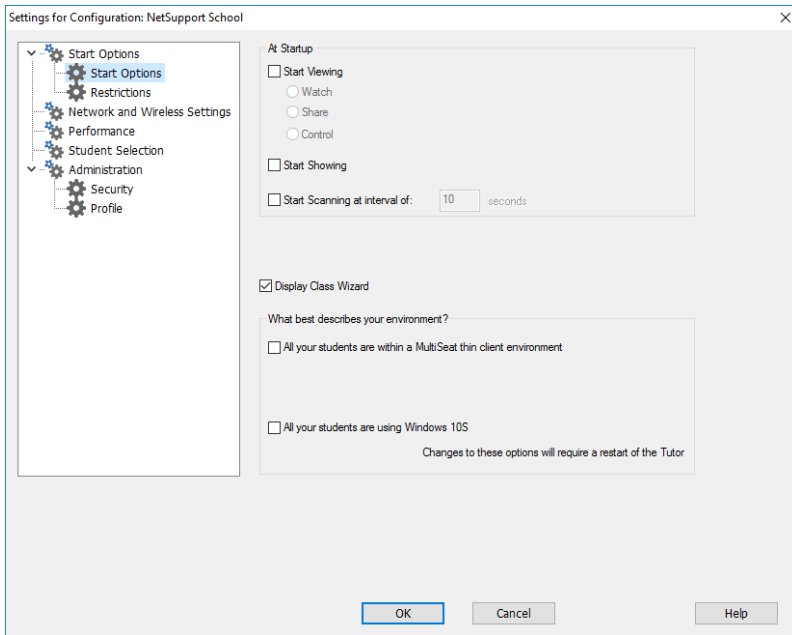 Settings for Configuration: NetSupport School
Start Options
Start Options
Restrictions
Network and Wireless Settings
Performance
Student Selection
Administration
Security
Profile
At Startup
Start Viewing
Watch
Share
Control
Start Showing
Start Scanning at interval of: 10 seconds
Display Class Wizard
What best describes your environment?
All your students are within a MultiSeat thin client environment
All your students are using Windows 10S
Changes to these options will require a restart of the Tutor
OK Cancel Help